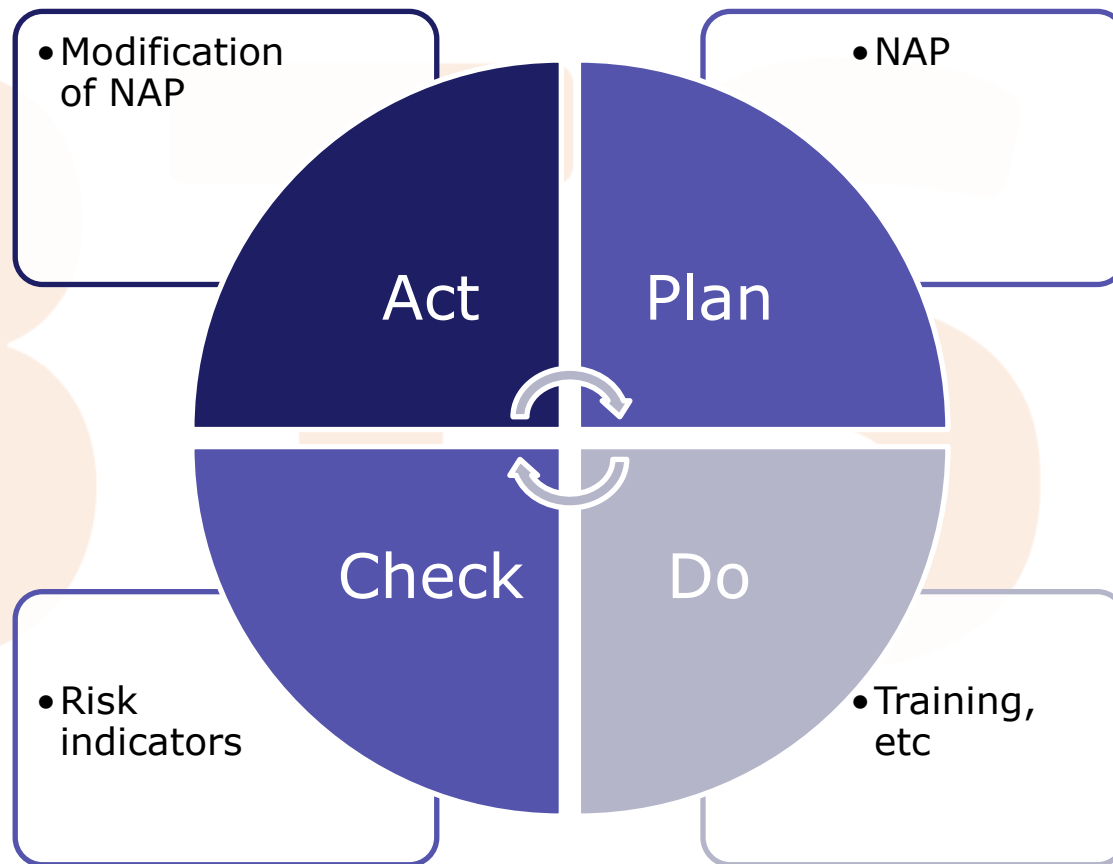 • Modification
of NAP
• NAP
Act
Plan
Check
Do
• Risk
indicators
• Training,
etc